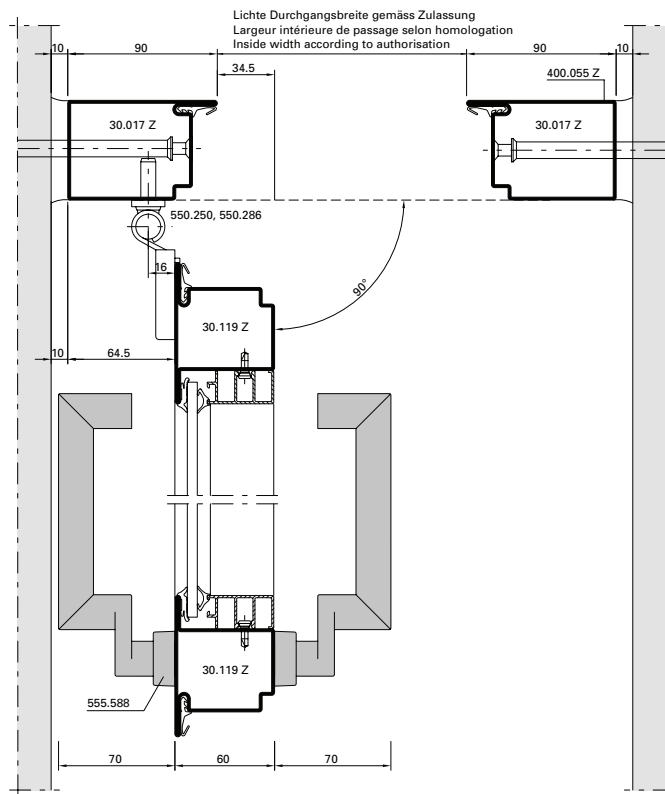 Lichte Durchgangsbreite gemäss Zulassung
Largeur intérieure de passage selon homologation
Inside width according to authorisation
10
90
90
10
34.5
400.055 Z
30.017 Z
30.017 Z
550.250, 550.286
16
90°
30.119 Z
10
64.5
30.119 Z
555.588
70
60
70